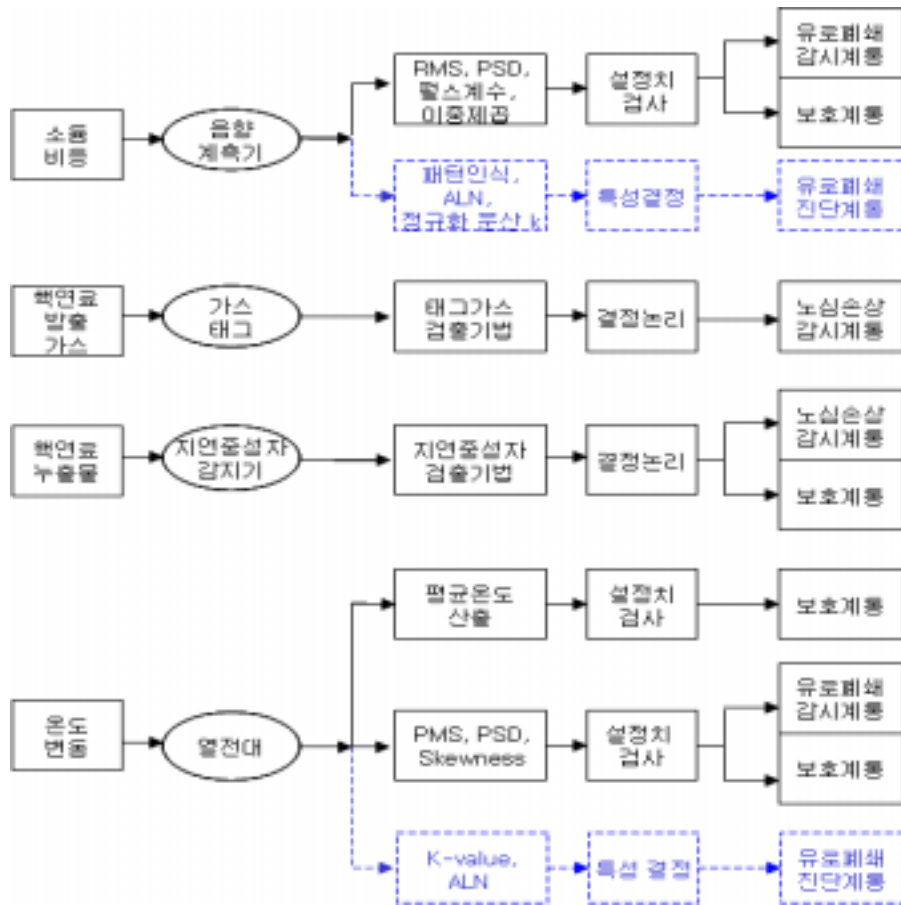 소듐
비등
음향
계측기
RMS, PSD,
펄스계수,
이중제곱
설정치
검사
유로폐쇄
감시계통
보호계통
패턴인식,
ALN,
정규화 분산 k
특성결정
유로폐쇄
진단계통
핵연료
방출
가스
가스
태그
태그가스
검출기법
결정논리
노심손상
감시계통
핵연료
누출물
지연중성자
감지기
지연중성자
검출기법
결정논리
노심손상
감시계통
보호계통
온도
변동
열전대
평균온도
산출
설정치
검사
보호계통
PMS, PSD,
Skewness
설정치
검사
유로폐쇄
감시계통
보호계통
K-value,
ALN
특성 결정
유로폐쇄
진단계통